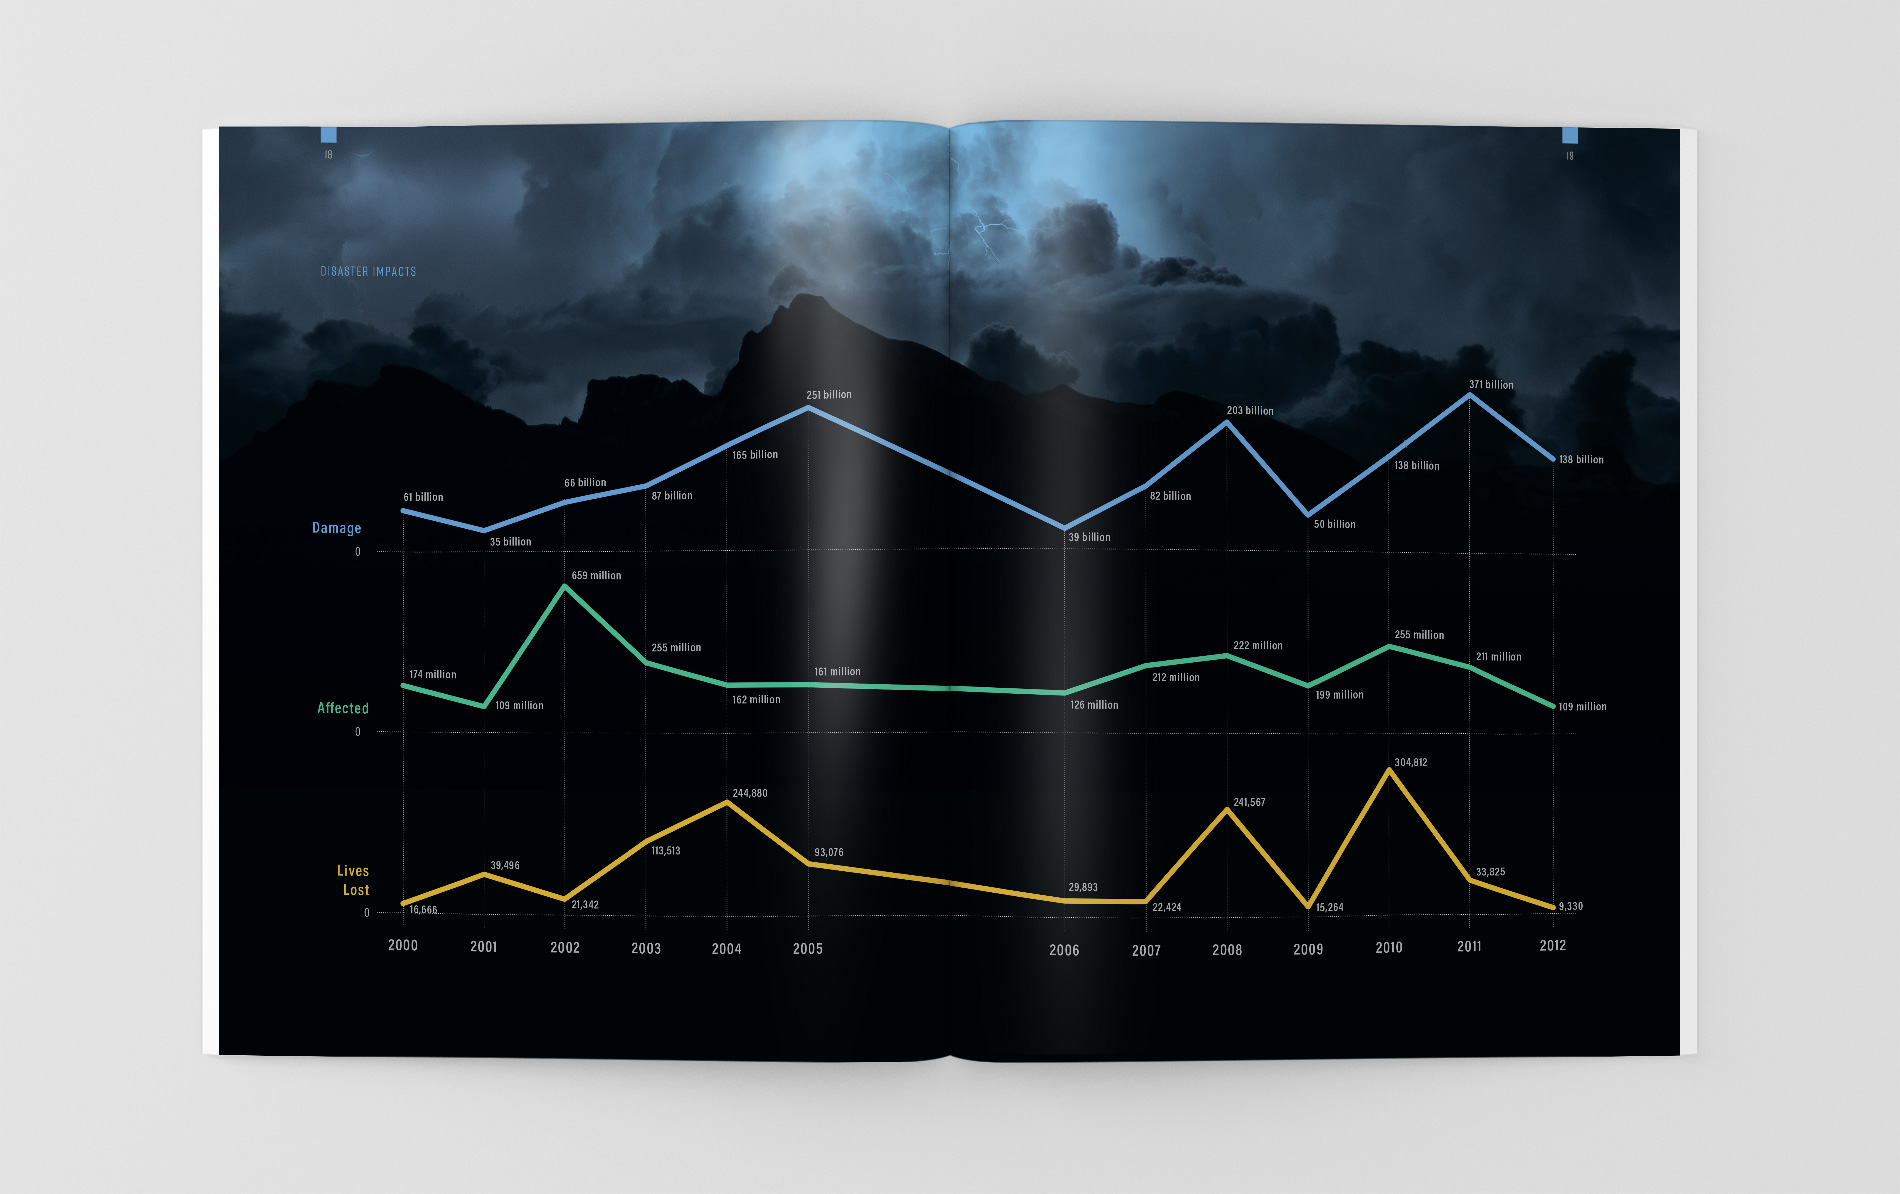 18
18
DISASTER IMPACTS
371 billion
251 billion
203 billion
165 billion
138 billion
138 billion
66 billion
61 billion
87 billion
82 billion
50 billion
Damage
39 billion
35 billion
0
659 million
255 million
222 million
255 million
211 million
174 million
161 million
212 million
199 million
162 million
109 million
126 million
109 million
Affected
0
304,812
244,880
241,567
113,513
93,076
39,496
33,825
Lives
Lost
29,893
21,342
22,424
15,264
9,330
16,666
0
2000 2001 2002 2003 2004 2005 2006 2007 2008 2009 2010 2011 2012